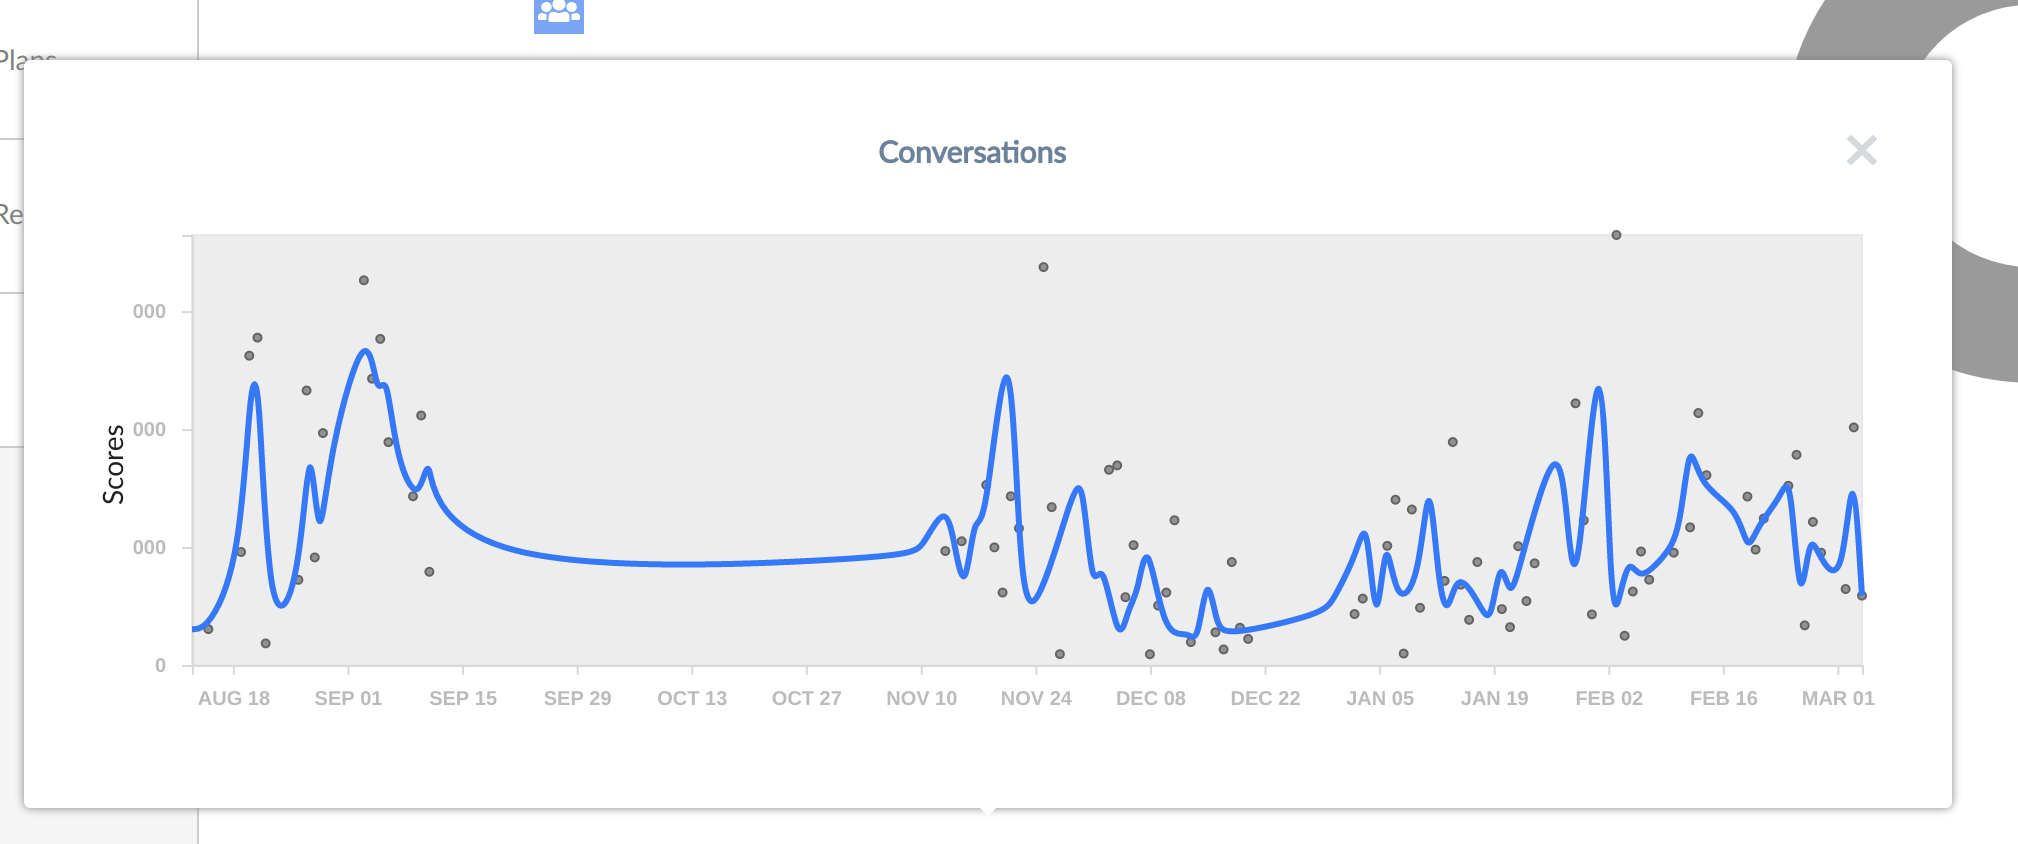 Plans
Conversations
Re
000
000
Scores
000
0
AUG 18 SEP 01 SEP 15 SEP 29 OCT 13 OCT 27 NOV 10 NOV 24 DEC 08 DEC 22 JAN 05 JAN 19 FEB 02 FEB 16 MAR 01